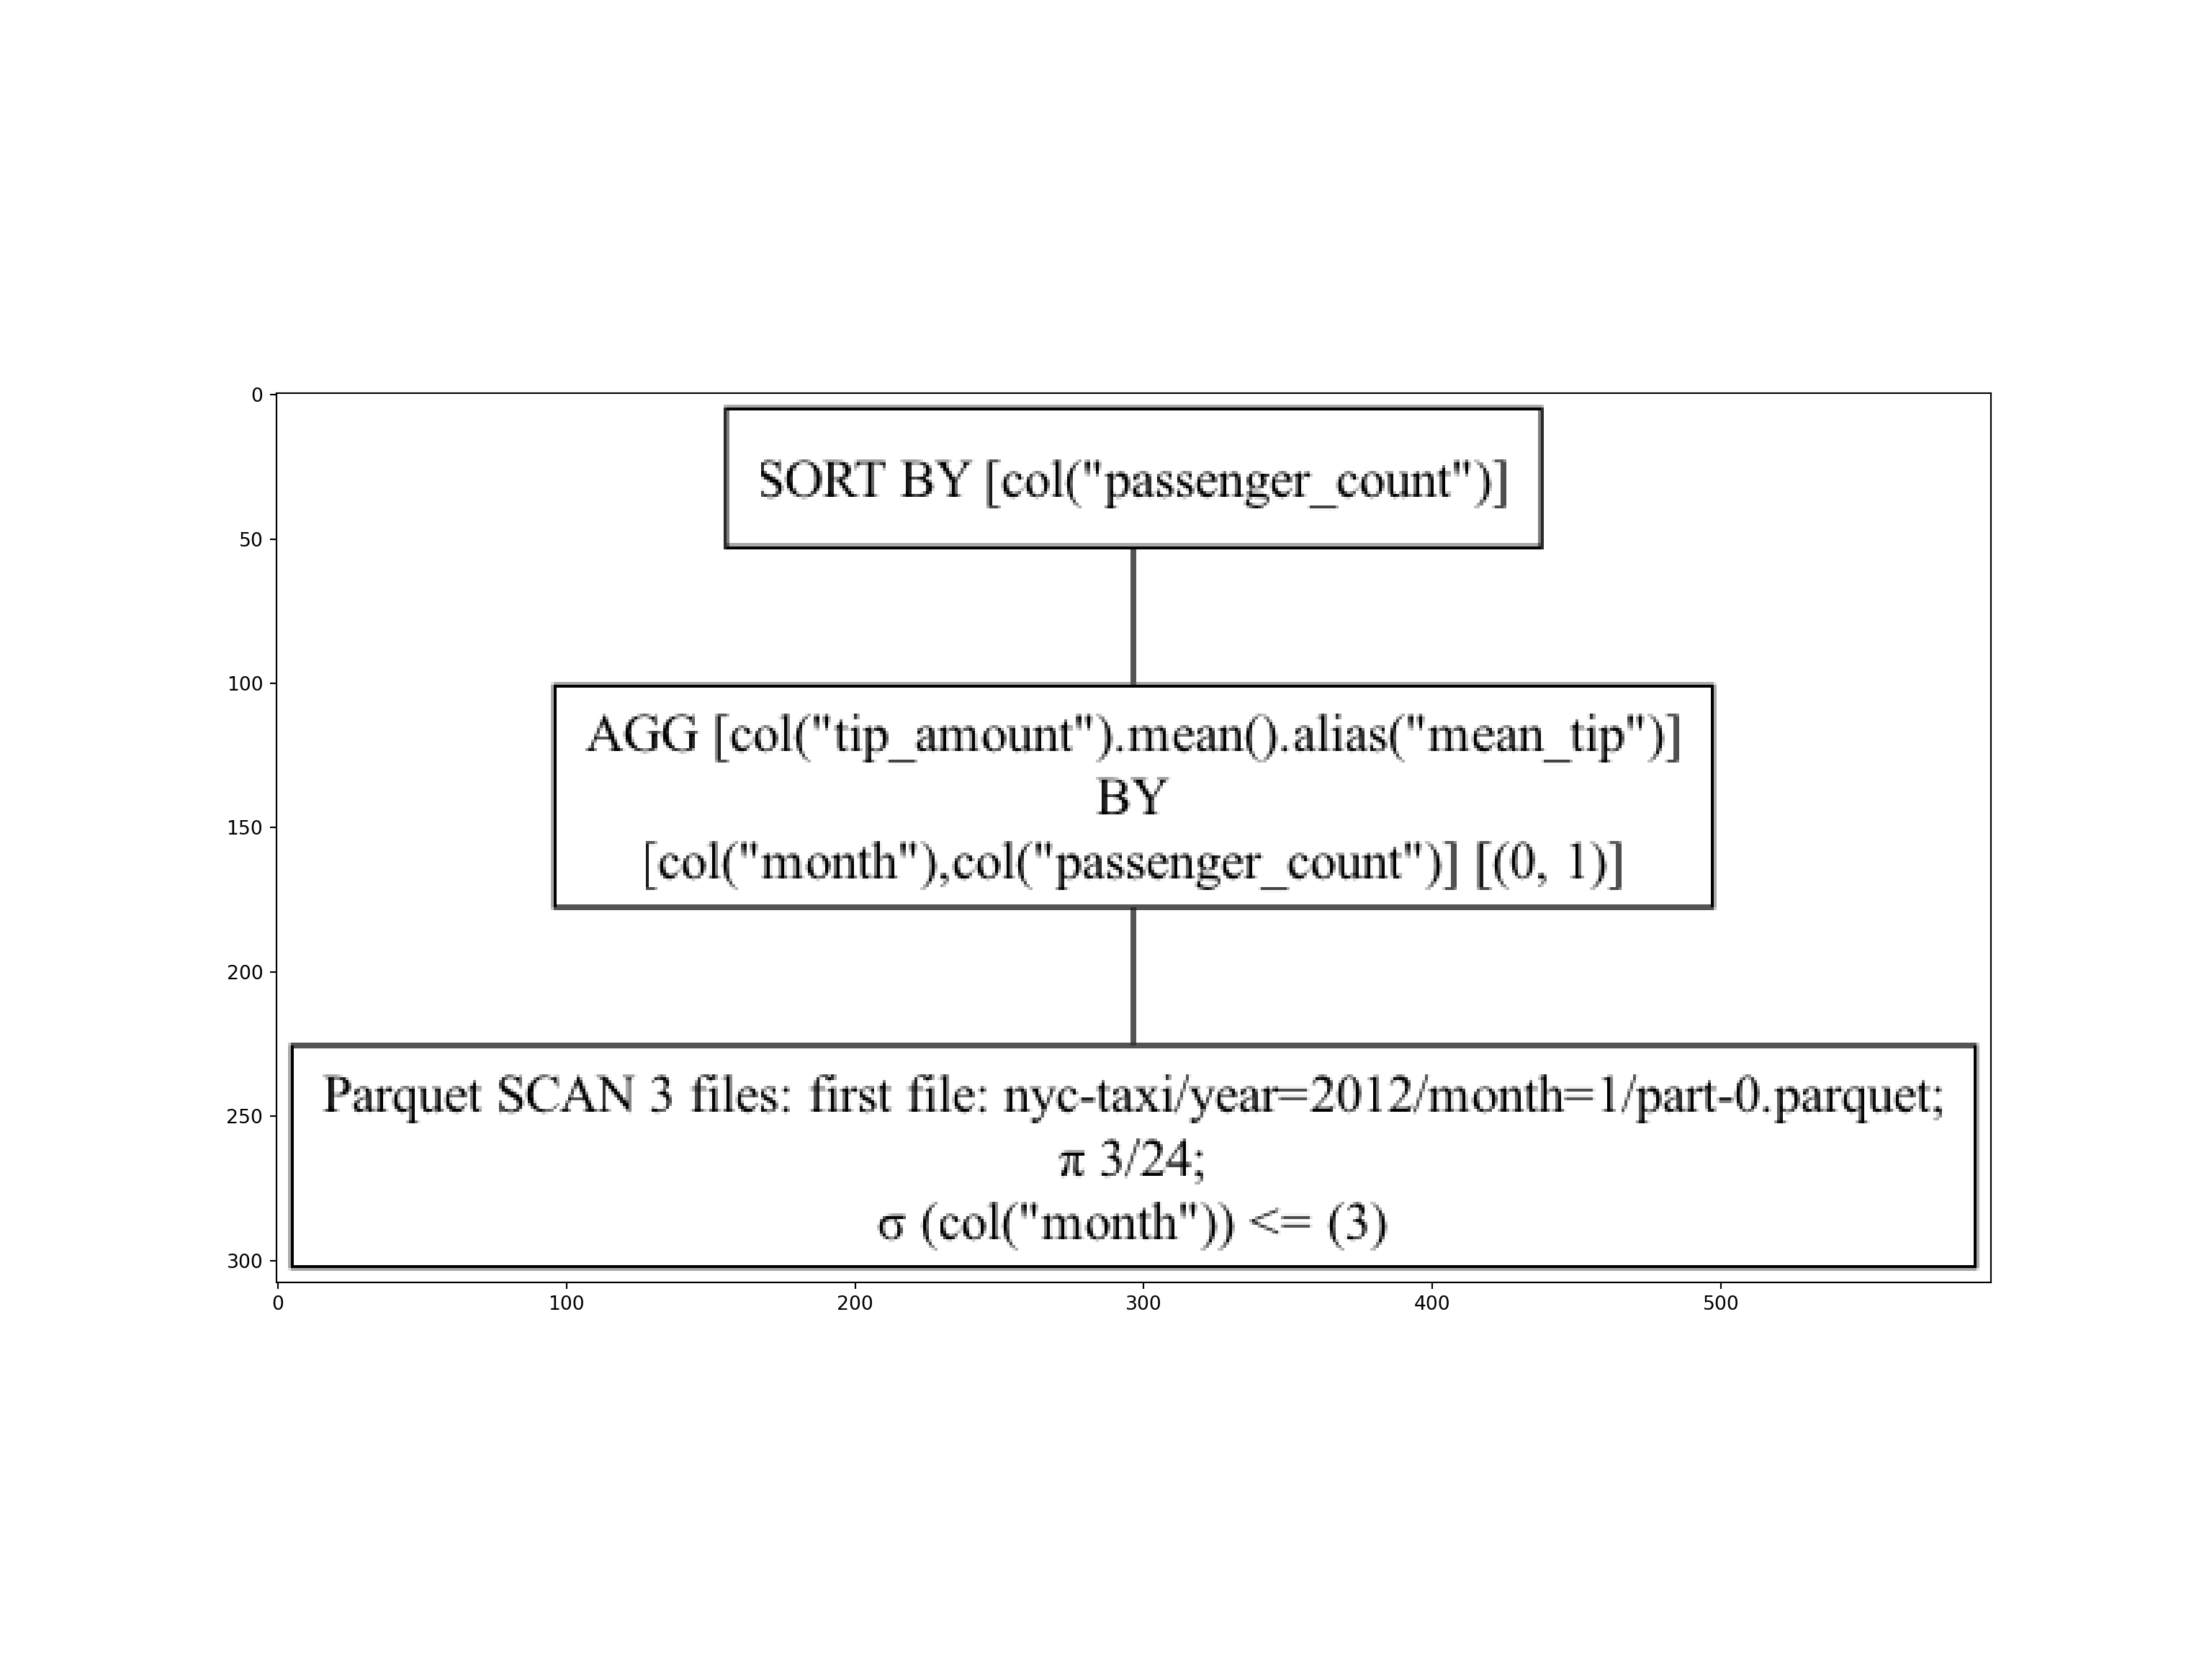 0
50
100
150
200
250
300
SORT BY [col("passenger_count")]
AGG [col("tip_amount").mean().alias("mean_tip")]
BY
[col("month"),col("passenger_count")] [(0, 1)]
Parquet SCAN 3 files: first file: nyc-taxi/year=2012/month=1/part-0.parquet;
π 3/24;
σ (col("month")) <= (3)
0 100 200 300 400 500